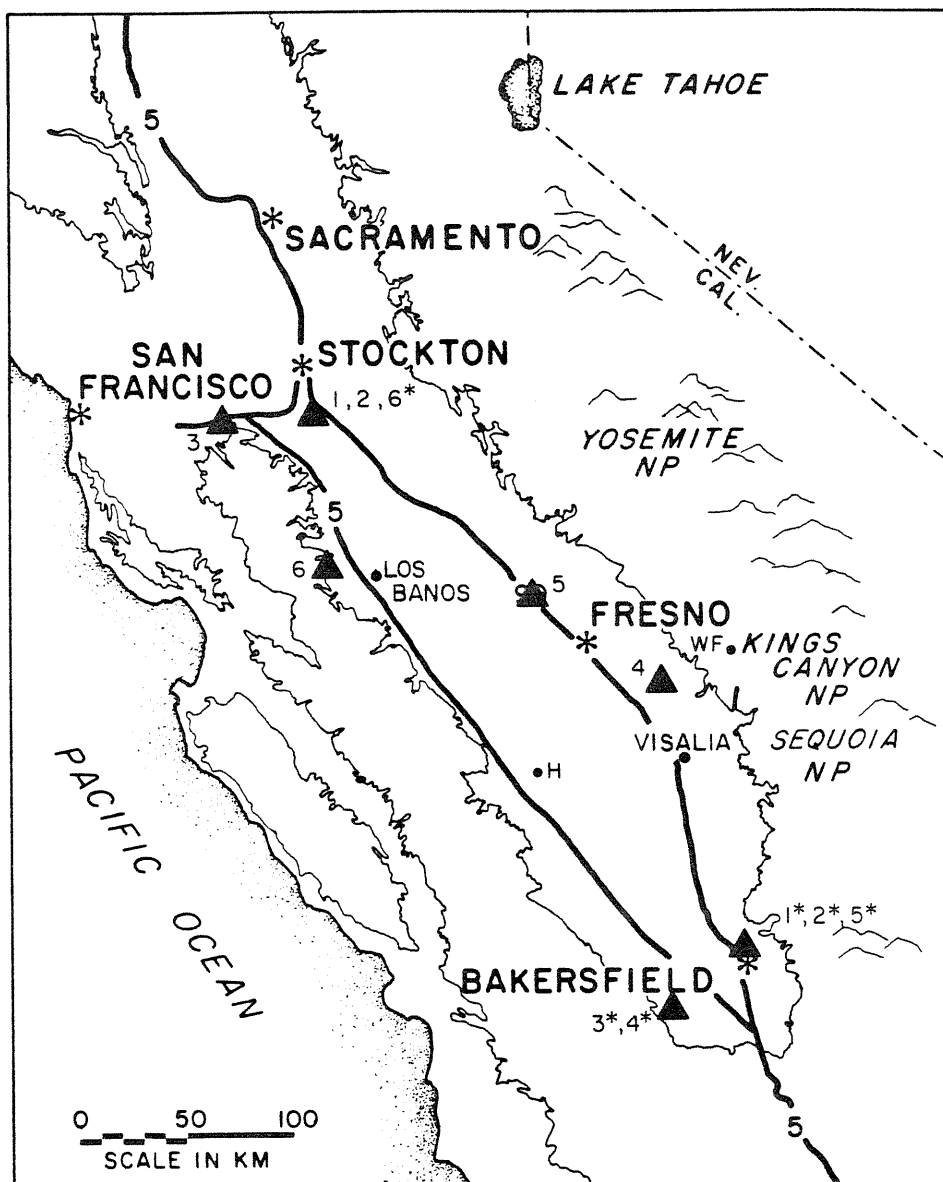 LAKE TAHOE
5
SACRAMENTO
NEV.
CAL.
SAN
FRANCISCO
STOCKTON
1, 2, 6*
3
YOSEMITE
NP
5
6
LOS
BANOS
5
FRESNO
WF
KINGS
CANYON
NP
4
VISALIA
SEQUOIA
NP
H
PACIFIC
OCEAN
1*, 2*, 5*
BAKERSFIELD
3*, 4*
0 50 100
SCALE IN KM
5